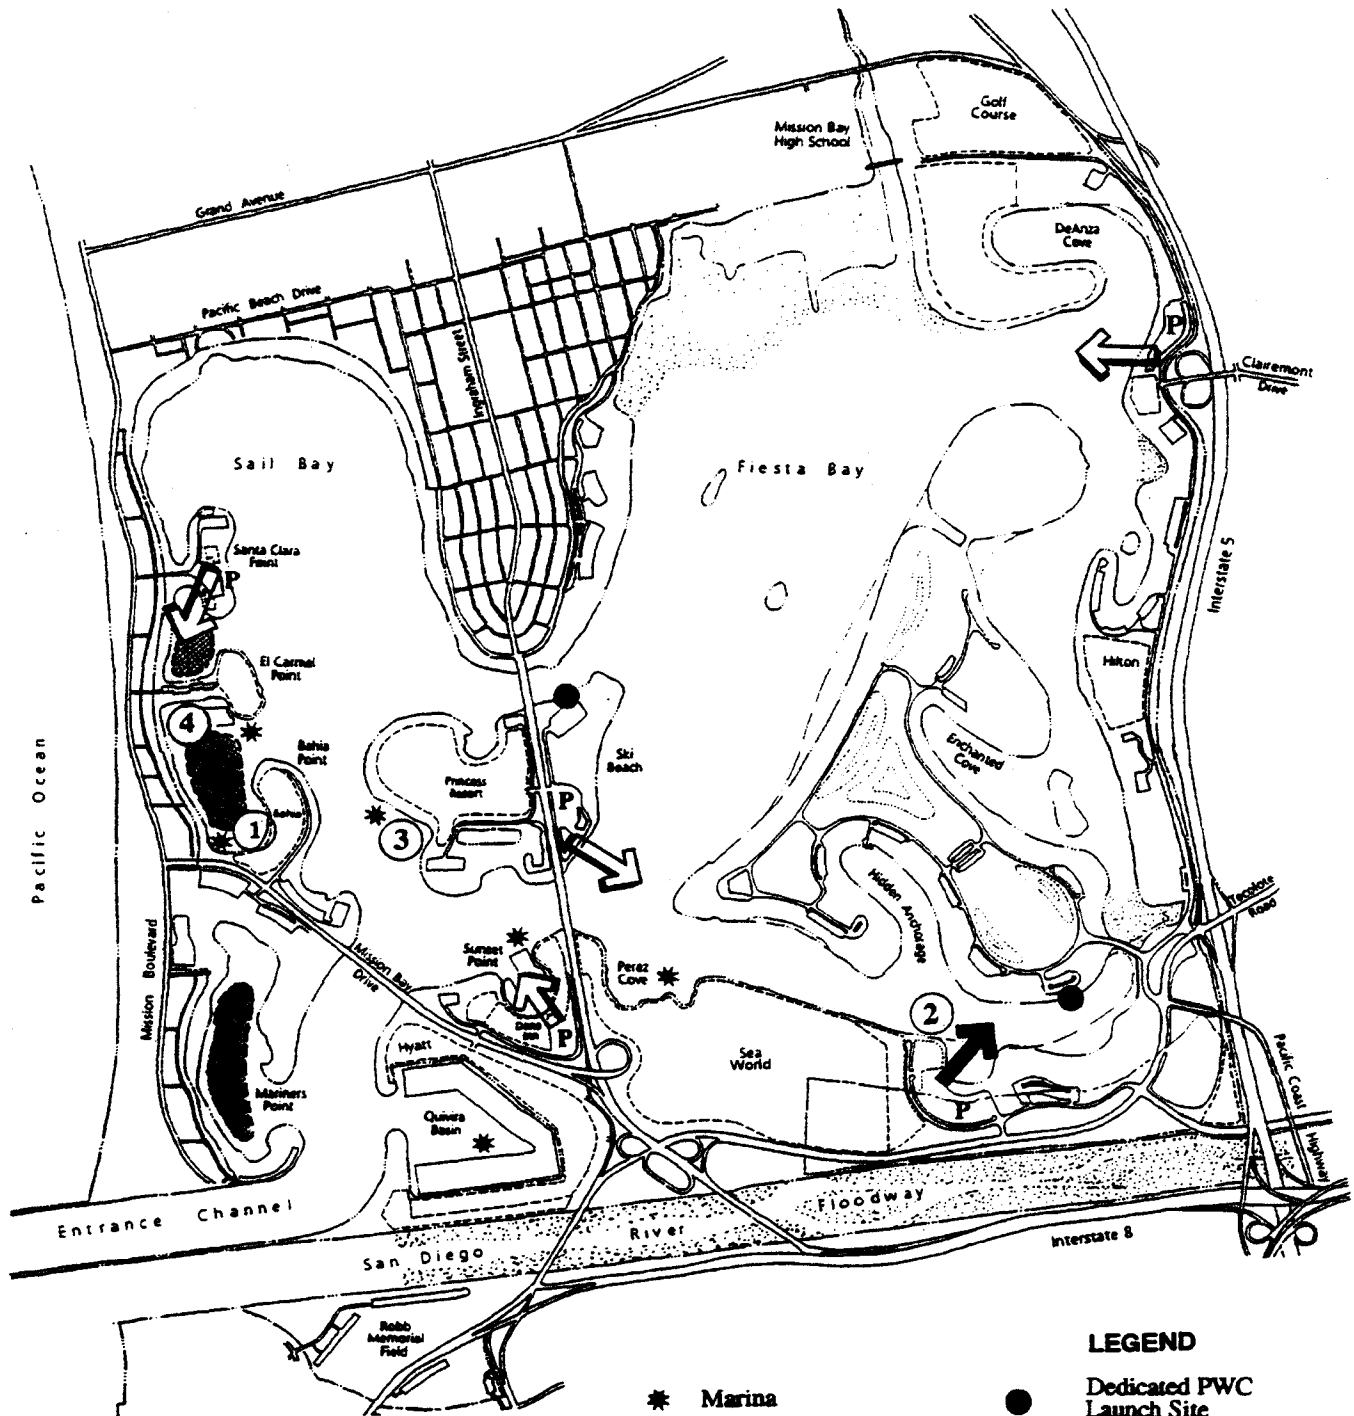 Golf
Course
Mission Bay
High School
Grand Avenue
DeAnza
Cove
Pacific Beach Drive
P
Ingraham Street
Clairemont
Drive
Sail Bay
Fiesta Bay
Santa Clara
Point
P
Interstate 5
El Carmel
Point
Hilton
4
Pacific Ocean
Bahia
Point
Ski
Beach
Enchanted
Cove
Princess
Resort
P
1
Bahia
3
Hidden Anchorage
Tecolote
Road
Mission Boulevard
Mission Bay
Drive
Sunset
Point
Perez
Cove
2
Dana
Inn
P
Hyatt
Sea
World
Pacific Coast Highway
Mariners
Point
Quivira
Basin
P
Entrance Channel
San Diego River Floodway
Interstate 8
Robb
Memorial
Field
LEGEND
Marina
Dedicated PWC
Launch Site